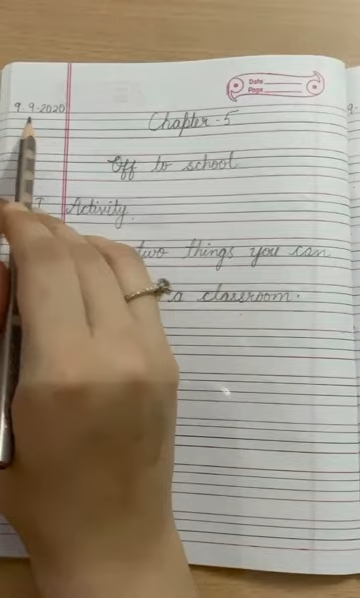 Date
Page
9.9.2020
Chapter-5
Off to school
Activity.
two things you can
a classroom.